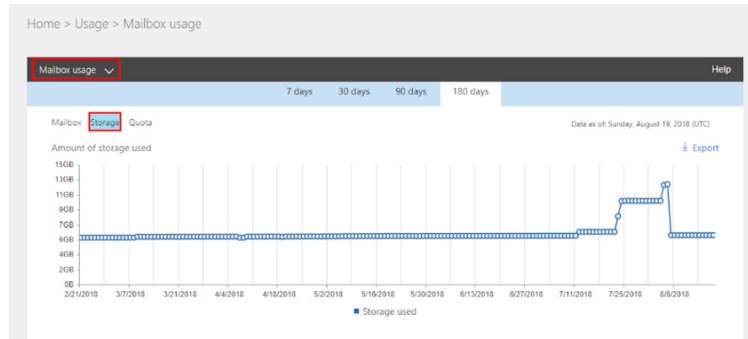 Home > Usage > Mailbox usage
Mailbox usage Help
7 days 30 days 90 days 180 days
Mailbox Storage Quota Data as of: Sunday, August 19, 2018 (UTC)
Amount of storage used Export
15GB
13GB
11GB
9GB
7GB
6GB
4GB
2GB
0B
2/21/2018 3/7/2018 3/21/2018 4/4/2018 4/18/2018 5/2/2018 5/16/2018 5/30/2018 6/13/2018 6/27/2018 7/11/2018 7/25/2018 8/8/2018
Storage used